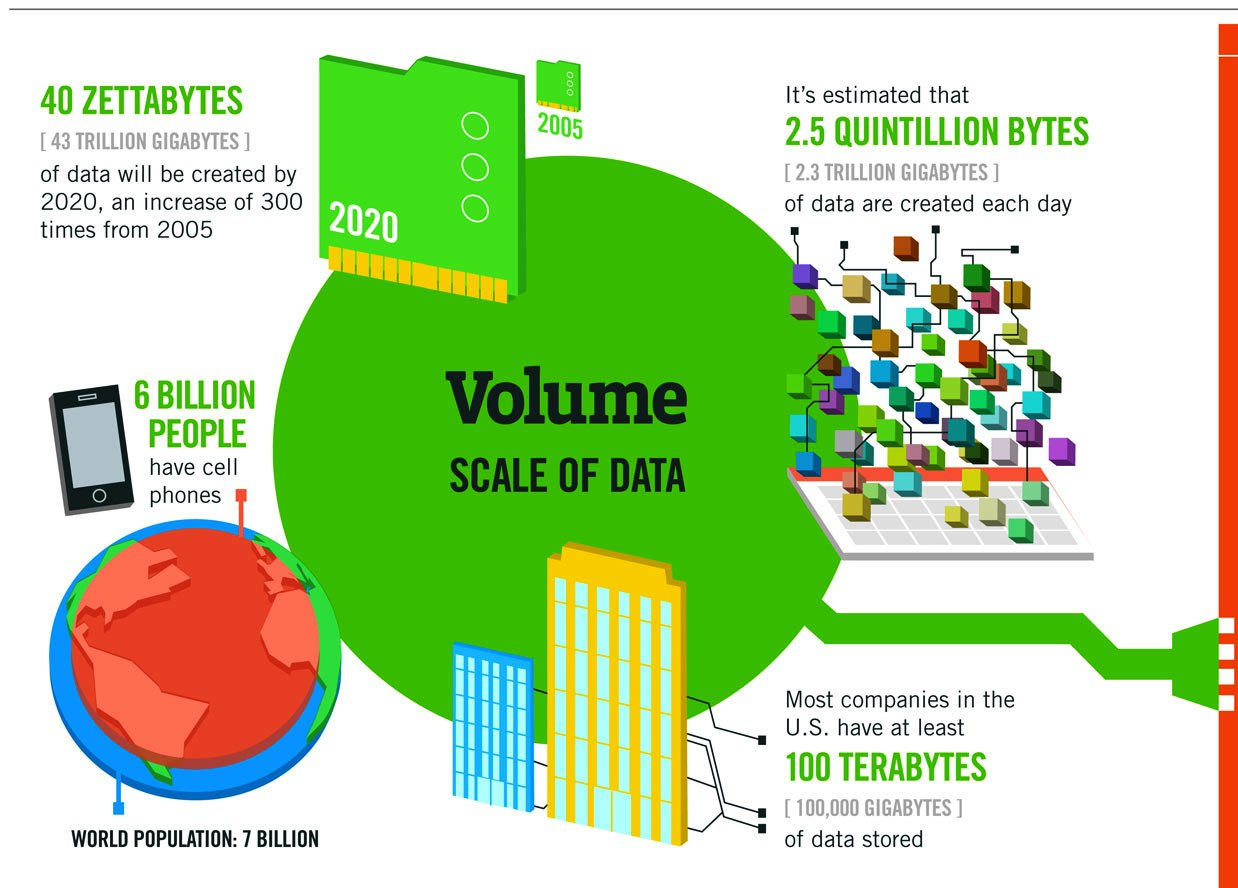 40 ZETTABYTES
[ 43 TRILLION GIGABYTES ]
of data will be created by
2020, an increase of 300
times from 2005
2020
2005
It’s estimated that
2.5 QUINTILLION BYTES
[ 2.3 TRILLION GIGABYTES ]
of data are created each day
6 BILLION
PEOPLE
have cell
phones
WORLD POPULATION: 7 BILLION
Volume
SCALE OF DATA
Most companies in the
U.S. have at least
100 TERABYTES
[ 100,000 GIGABYTES ]
of data stored